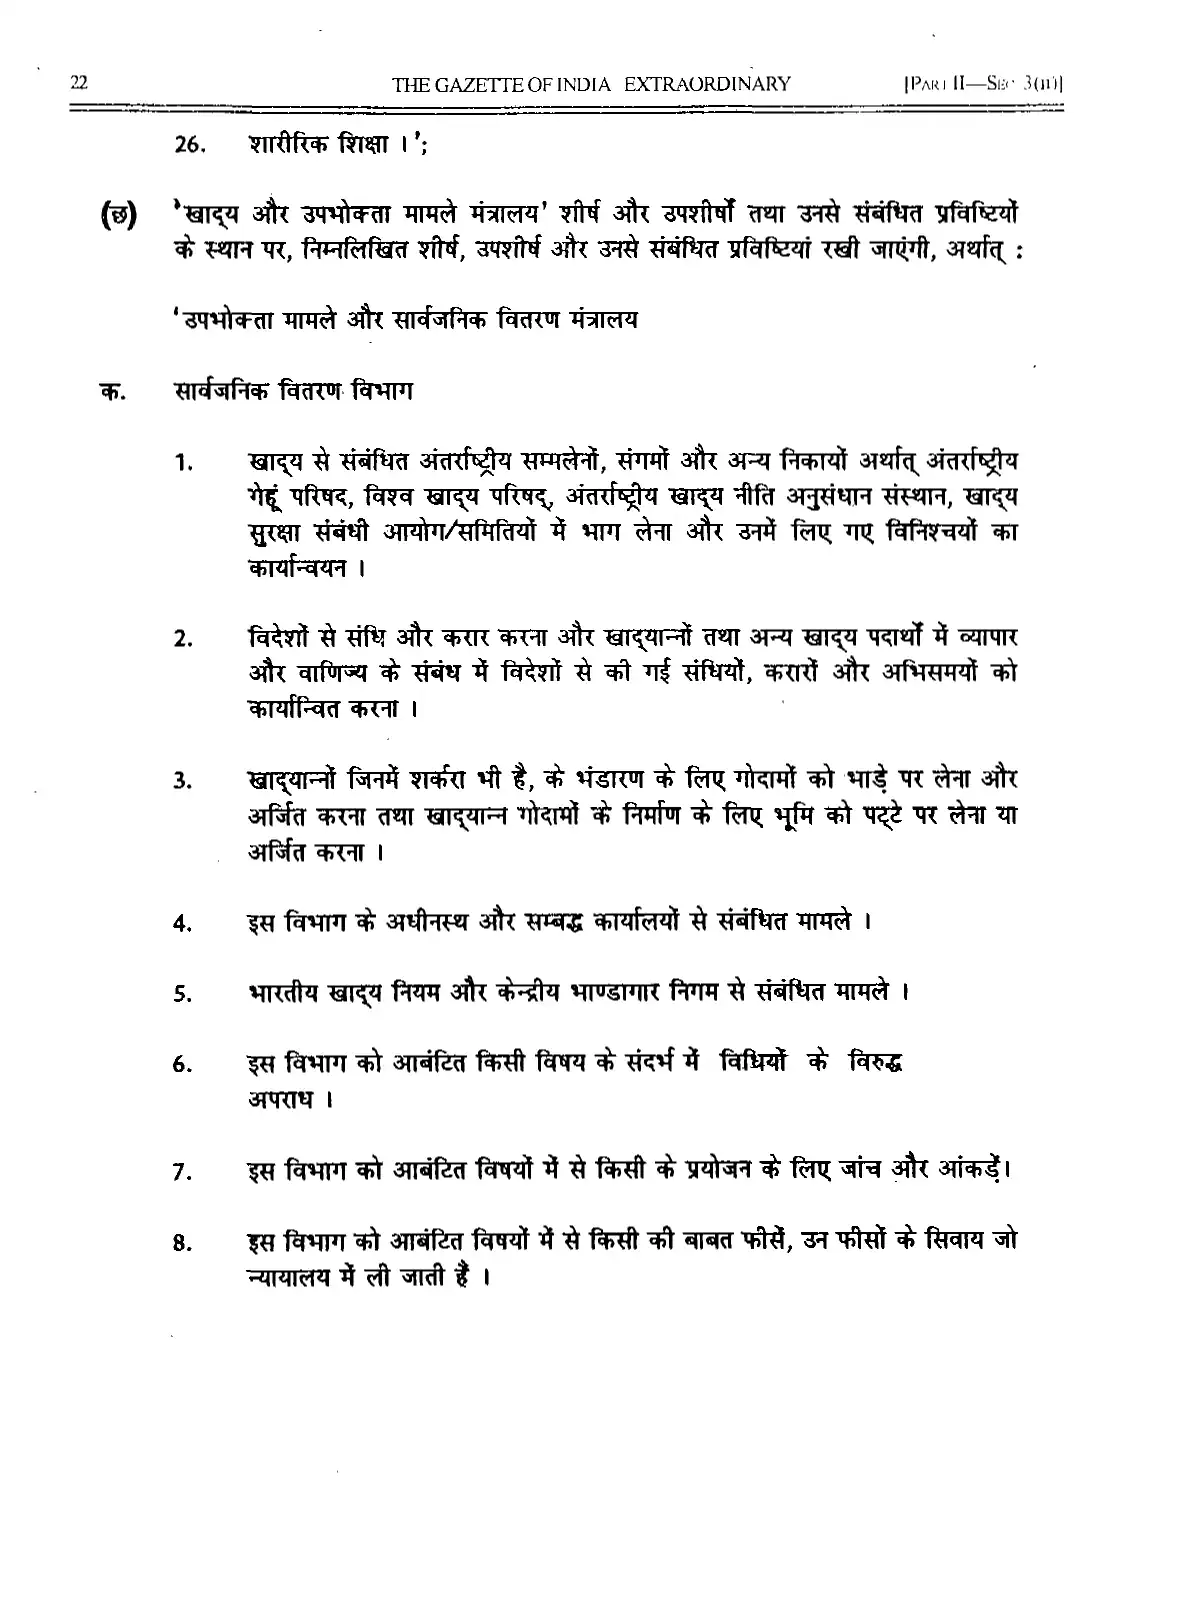 22 THE GAZETTE OF INDIA EXTRAORDINARY [PART II—SEC 3(ii)]
26. शारीरिक शिक्षा ।';
(छ) 'खाद्य और उपभोक्ता मामले मंत्रालय' शीर्ष और उपशीर्षों तथा उनसे संबंधित प्रविष्टियों
के स्थान पर, निम्नलिखित शीर्ष, उपशीर्ष और उनसे संबंधित प्रविष्टियां रखी जाएंगी, अर्थात् :
'उपभोक्ता मामले और सार्वजनिक वितरण मंत्रालय
क. सार्वजनिक वितरण विभाग
1. खाद्य से संबंधित अंतर्राष्ट्रीय सम्मलेनों, संगमों और अन्य निकायों अर्थात् अंतर्राष्ट्रीय
गेहूं परिषद, विश्व खाद्य परिषद्, अंतर्राष्ट्रीय खाद्य नीति अनुसंधान संस्थान, खाद्य
सुरक्षा संबंधी आयोग/समितियों में भाग लेना और उनमें लिए गए विनिश्चयों का
कार्यान्वयन ।
2. विदेशों से संधि और करार करना और खाद्यान्नों तथा अन्य खाद्य पदार्थों में व्यापार
और वाणिज्य के संबंध में विदेशों से की गई संधियों, करारों और अभिसमयों को
कार्यान्वित करना ।
3. खाद्यान्नों जिनमें शर्करा भी है, के भंडारण के लिए गोदामों को भाड़े पर लेना और
अर्जित करना तथा खाद्यान्न गोदामों के निर्माण के लिए भूमि को पट्टे पर लेना या
अर्जित करना ।
4. इस विभाग के अधीनस्थ और सम्बद्ध कार्यालयों से संबंधित मामले ।
5. भारतीय खाद्य नियम और केन्द्रीय भाण्डागार निगम से संबंधित मामले ।
6. इस विभाग को आबंटित किसी विषय के संदर्भ में विधियों के विरुद्ध
अपराध ।
7. इस विभाग को आबंटित विषयों में से किसी के प्रयोजन के लिए जांच और आंकड़ें।
8. इस विभाग को आबंटित विषयों में से किसी की बाबत फीसें, उन फीसों के सिवाय जो
न्यायालय में ली जाती हैं ।